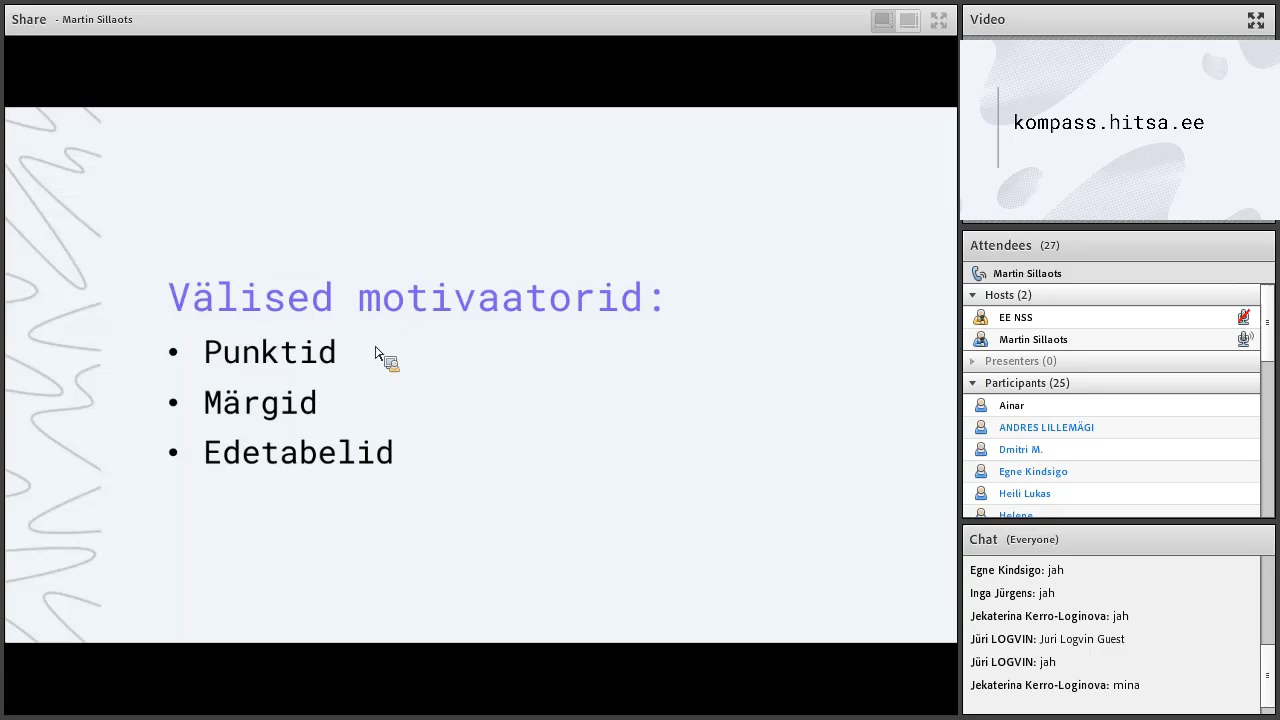 Share - Martin Sillaots
Välised motivaatorid:
• Punktid
• Märgid
• Edetabelid
Video
kompass.hitsa.ee
Attendees (27)
Martin Sillaots
Hosts (2)
EE NSS
Martin Sillaots
Presenters (0)
Participants (25)
Ainar
ANDRES LILLEMÄGI
Dmitri M.
Egne Kindsigo
Heili Lukas
Helene
Chat (Everyone)
Egne Kindsigo: jah
Inga Jürgens: jah
Jekaterina Kerro-Loginova: jah
Jüri LOGVIN: Juri Logvin Guest
Jüri LOGVIN: jah
Jekaterina Kerro-Loginova: mina